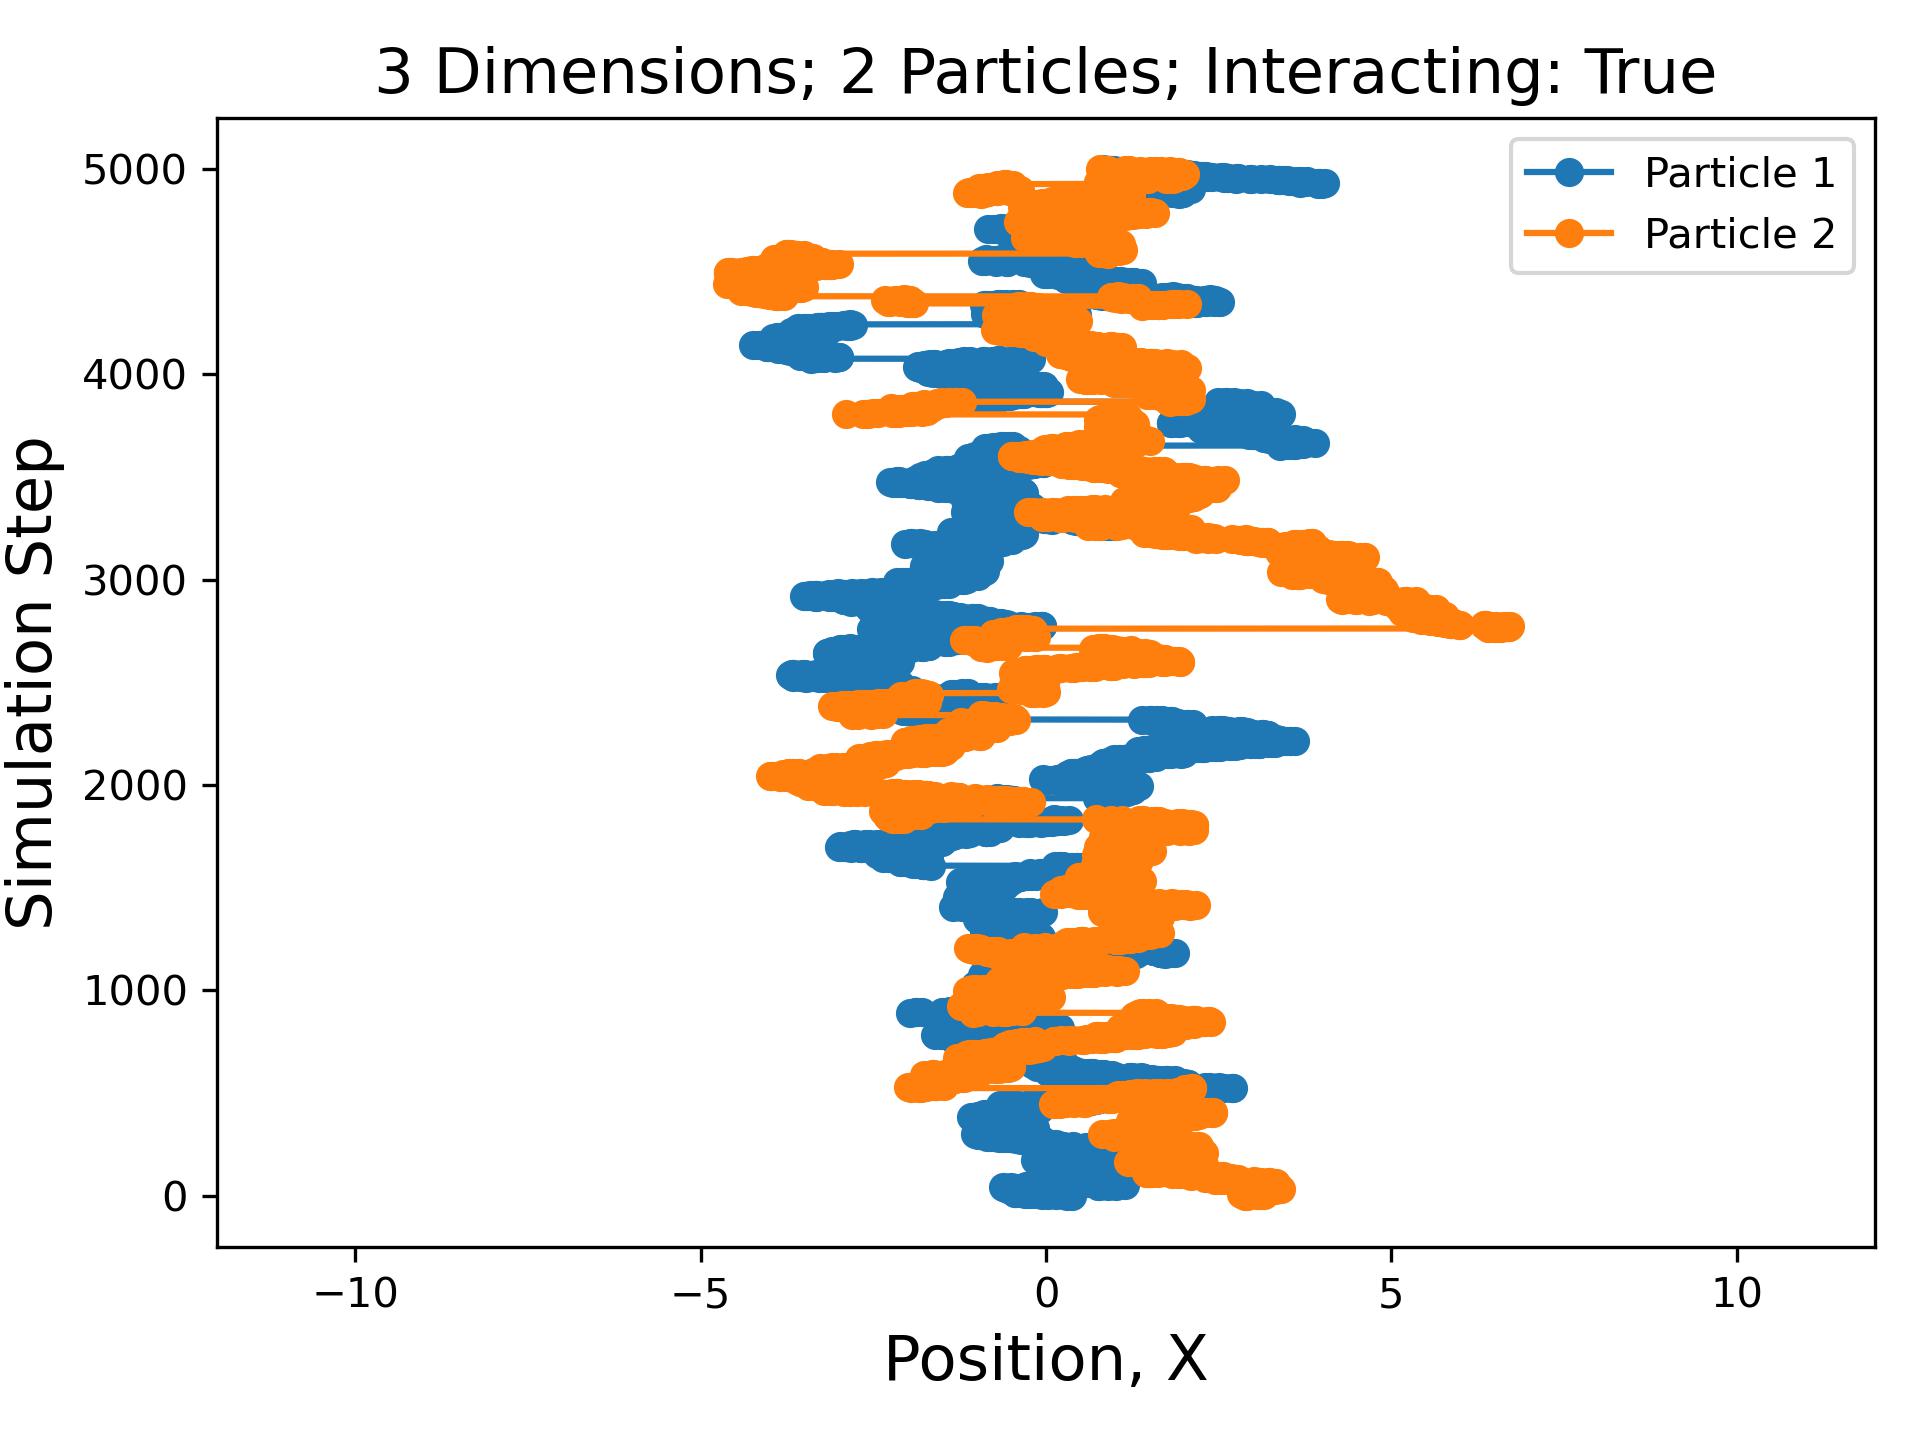 3 Dimensions; 2 Particles; Interacting: True
Particle 1
Particle 2
Simulation Step
5000
4000
3000
2000
1000
0
−10
−5
0
5
10
Position, X